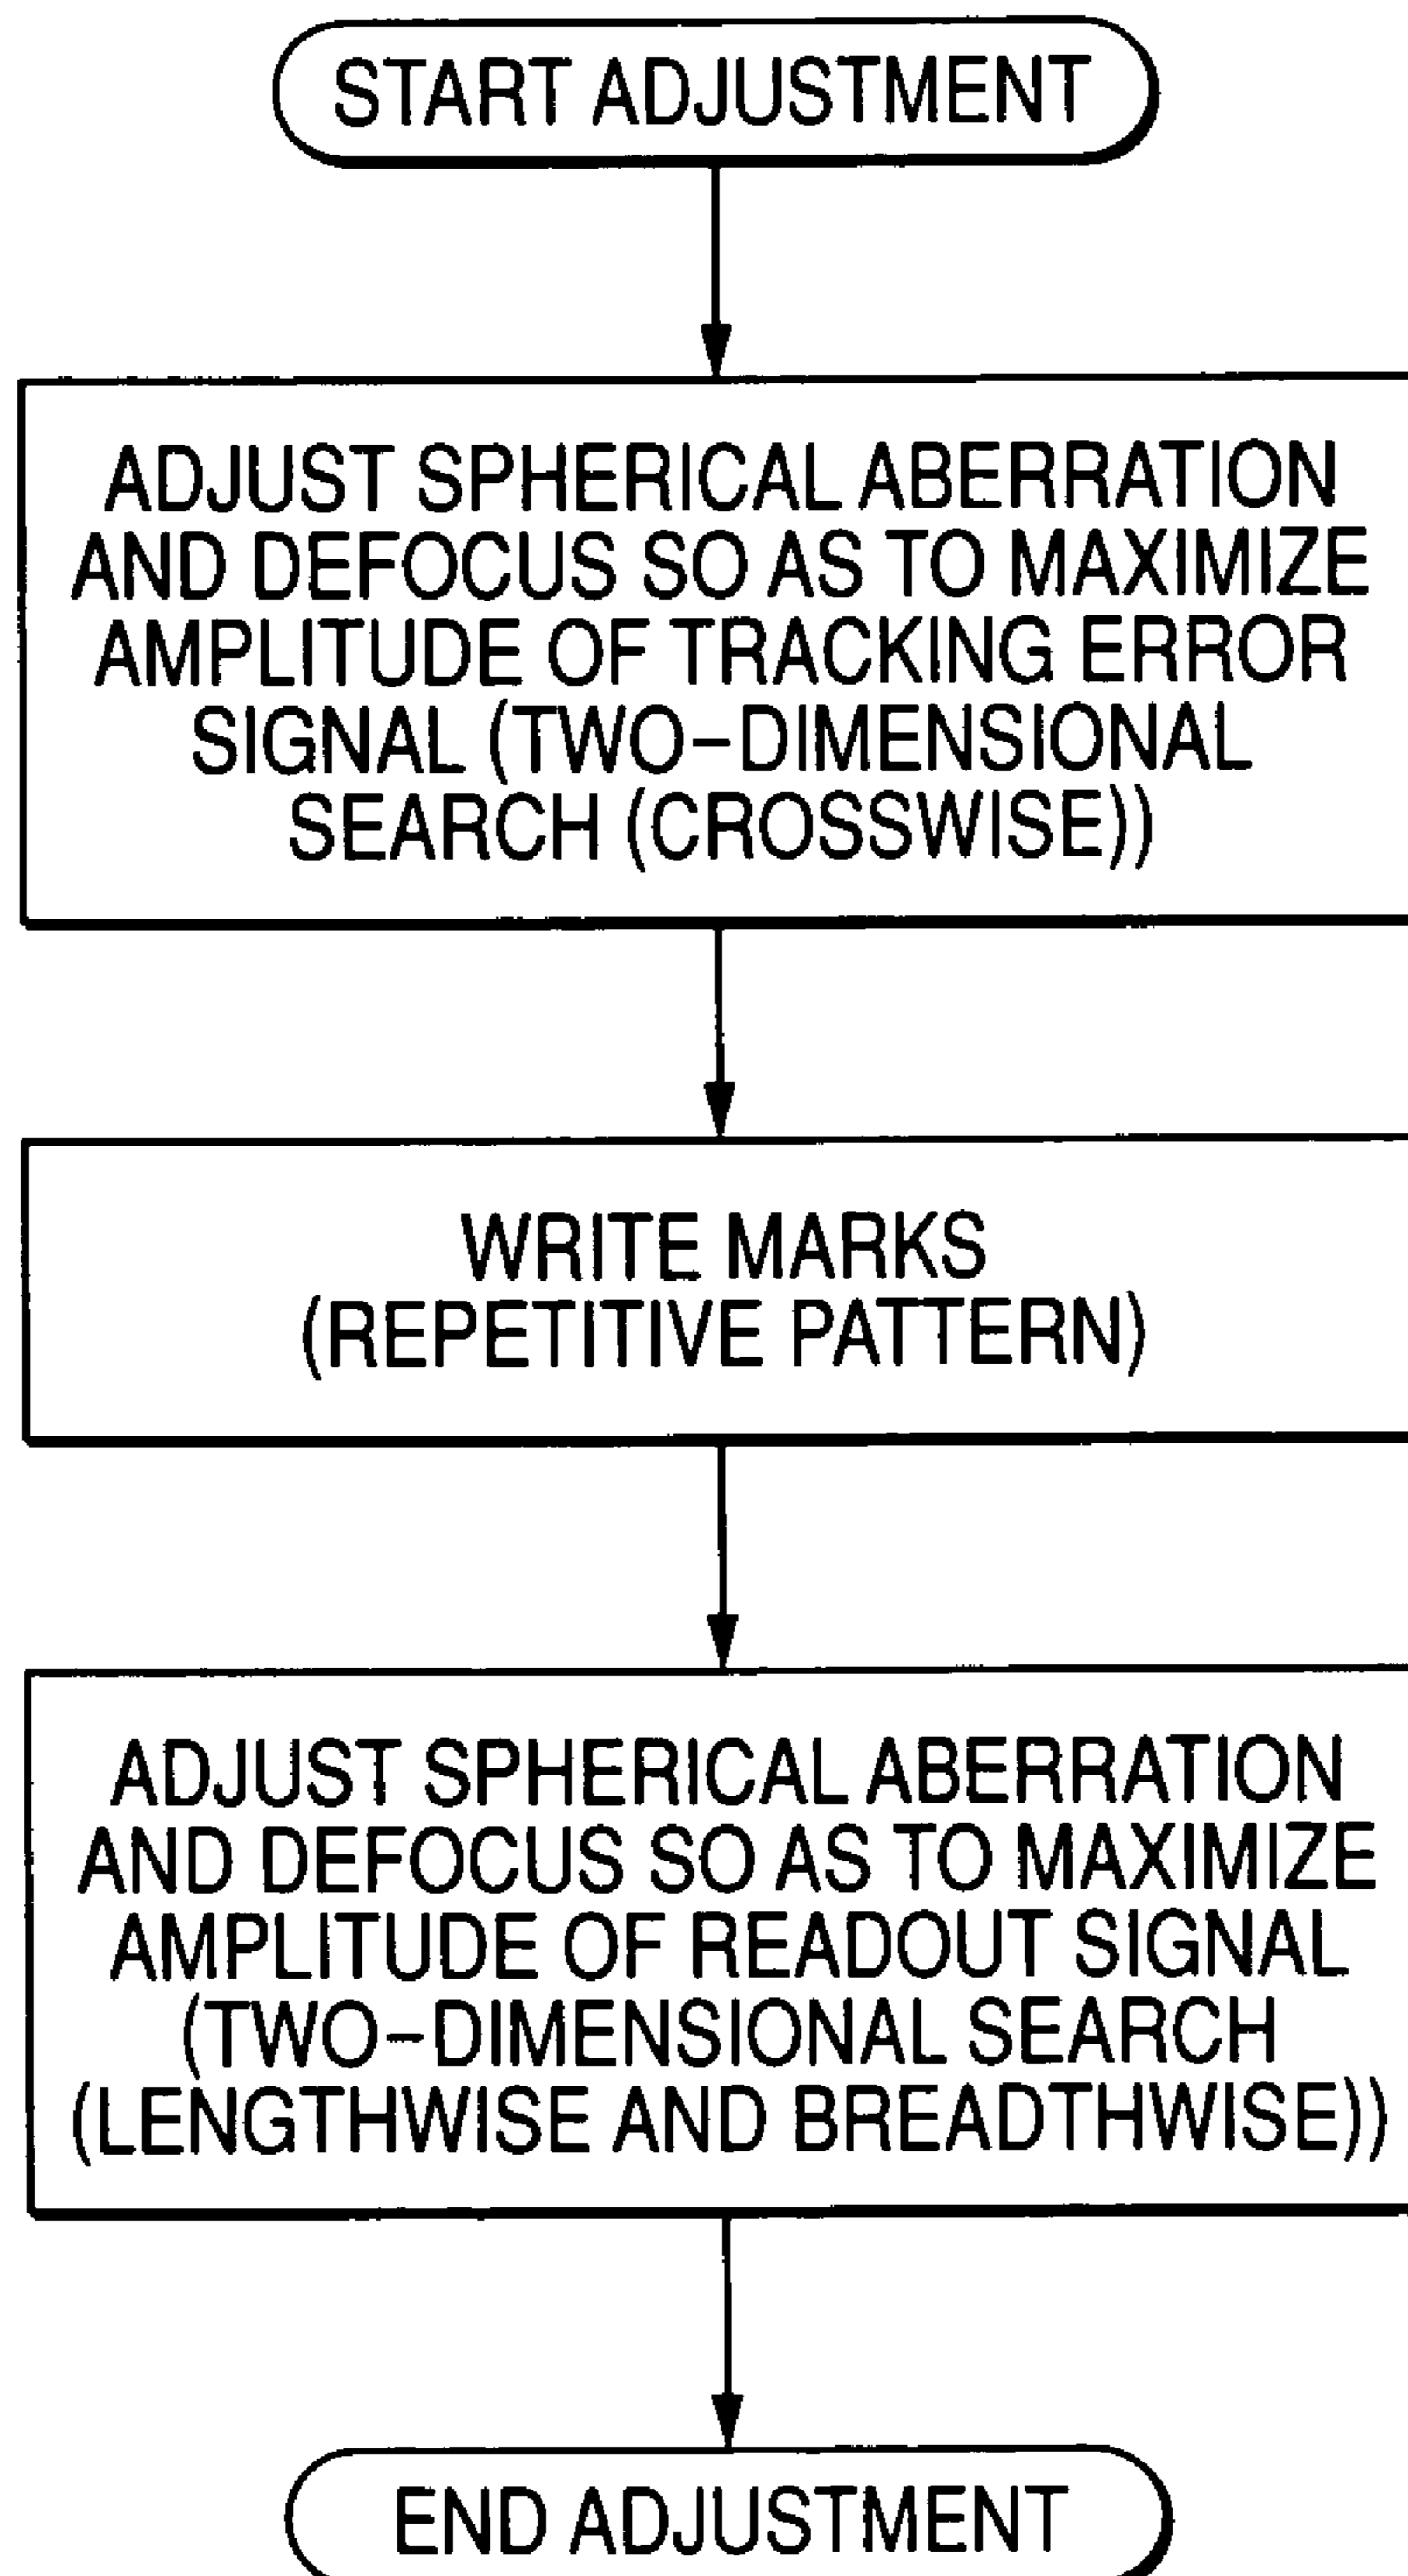 START ADJUSTMENT
ADJUST SPHERICAL ABERRATION
AND DEFOCUS SO AS TO MAXIMIZE
AMPLITUDE OF TRACKING ERROR
SIGNAL (TWO-DIMENSIONAL
SEARCH (CROSSWISE))
WRITE MARKS
(REPETITIVE PATTERN)
ADJUST SPHERICAL ABERRATION
AND DEFOCUS SO AS TO MAXIMIZE
AMPLITUDE OF READOUT SIGNAL
(TWO-DIMENSIONAL SEARCH
(LENGTHWISE AND BREADTHWISE))
END ADJUSTMENT